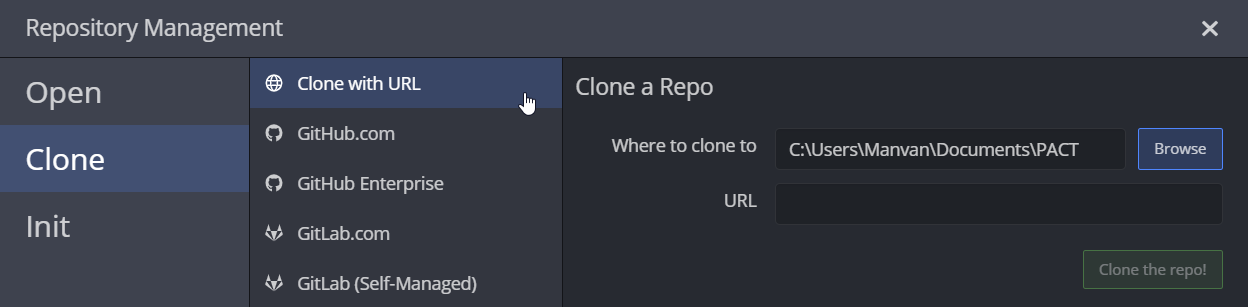 Repository Management
Open
Clone
Init
Clone with URL
GitHub.com
GitHub Enterprise
GitLab.com
GitLab (Self-Managed)
Clone a Repo
Where to clone to
C:\Users\Manvan\Documents\PACT
Browse
URL
Clone the repo!